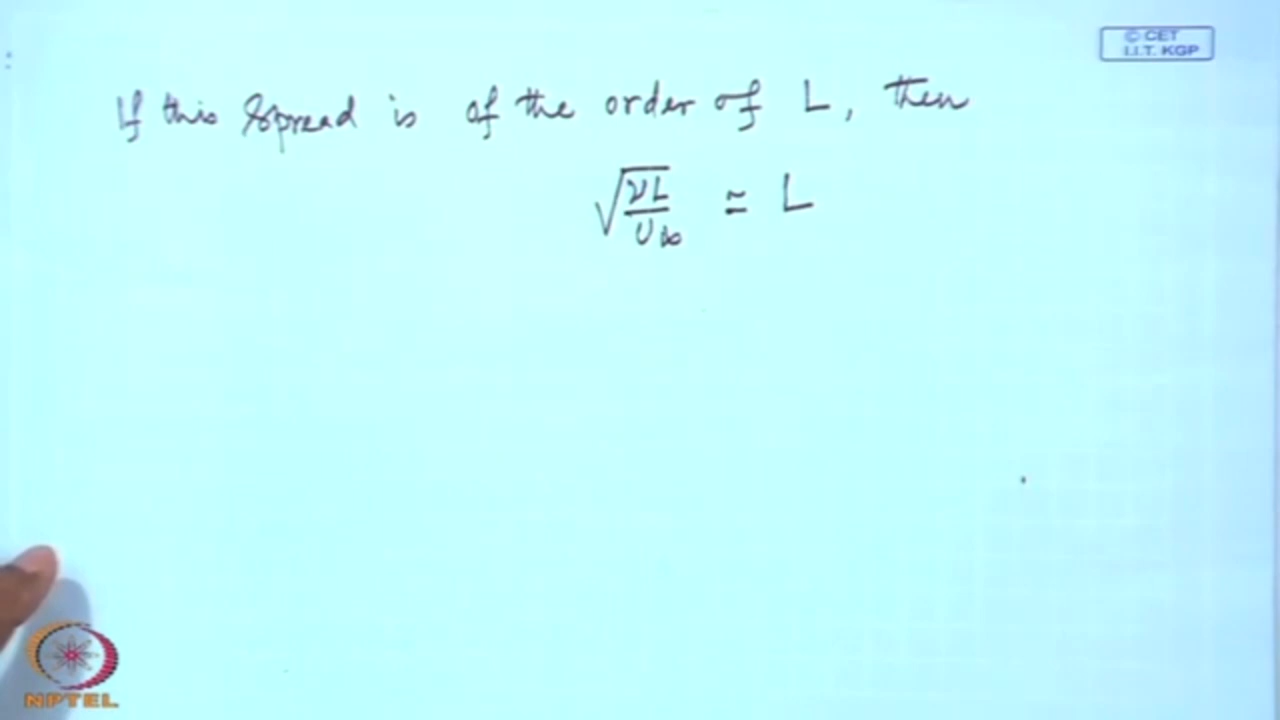 © CET
I.I.T. KGP
If this spread is of the order of L, then
√(νL/U∞) ≃ L
NPTEL